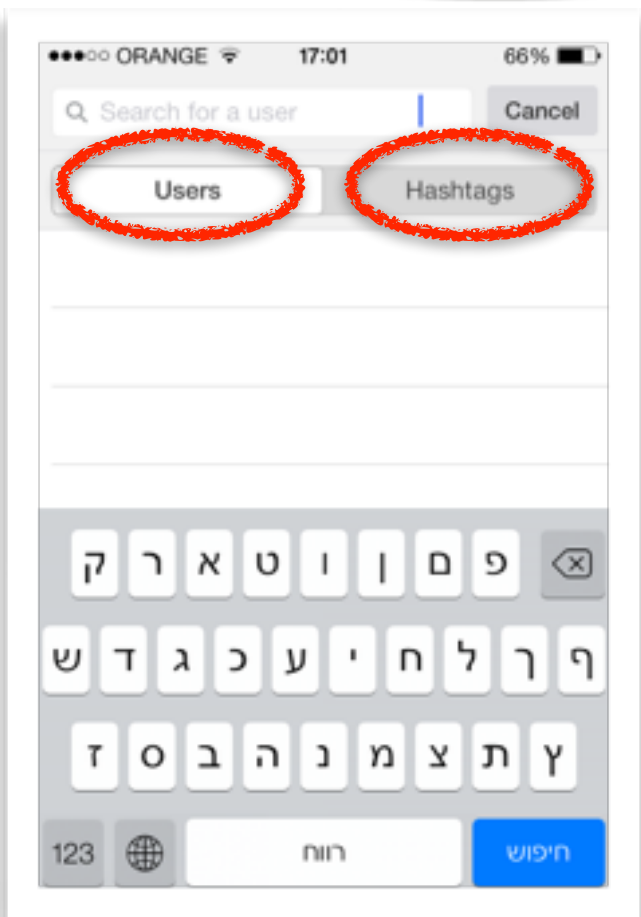 ORANGE 17:01 66%
Search for a user Cancel
Users Hashtags
ק ר א ט ו ן ם פ
ש ד ג כ ע י ח ל ך ף
ז ס ב ה נ מ צ ת ץ
123 רווח חיפוש